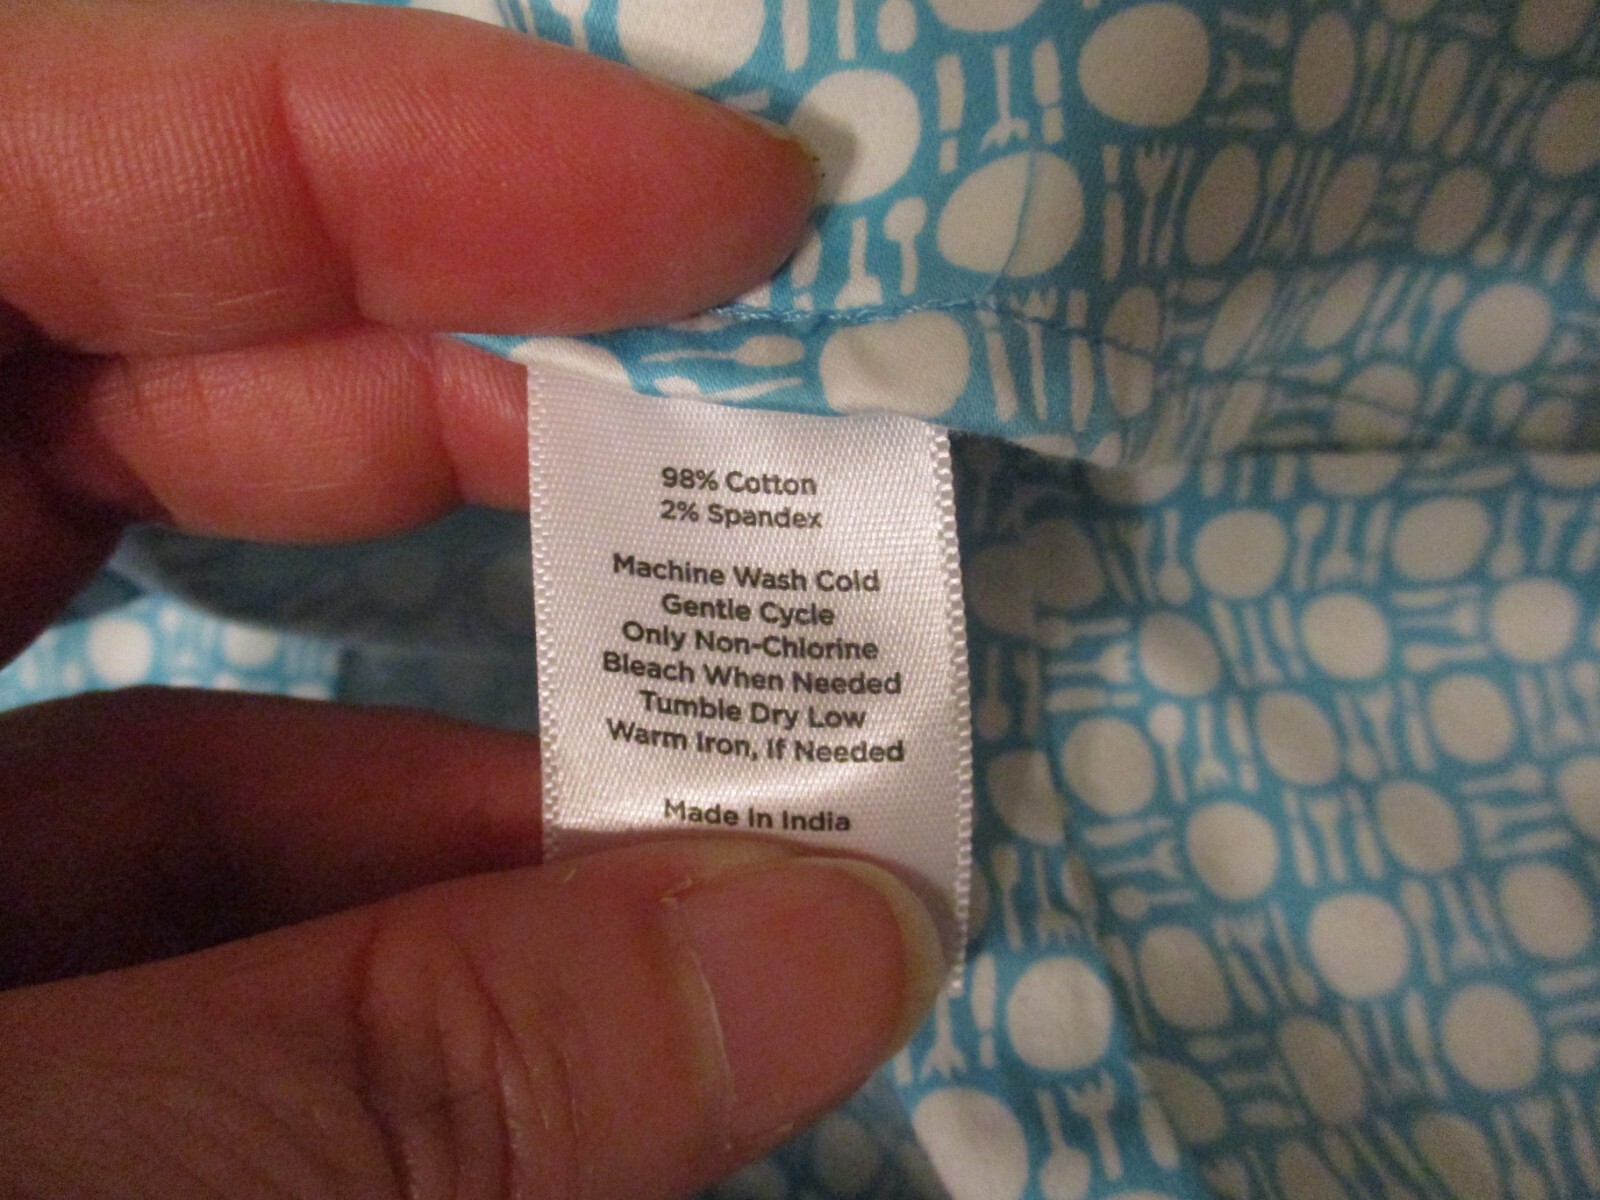 98% Cotton
2% Spandex
Machine Wash Cold
Gentle Cycle
Only Non-Chlorine
Bleach When Needed
Tumble Dry Low
Warm Iron, If Needed
Made In India